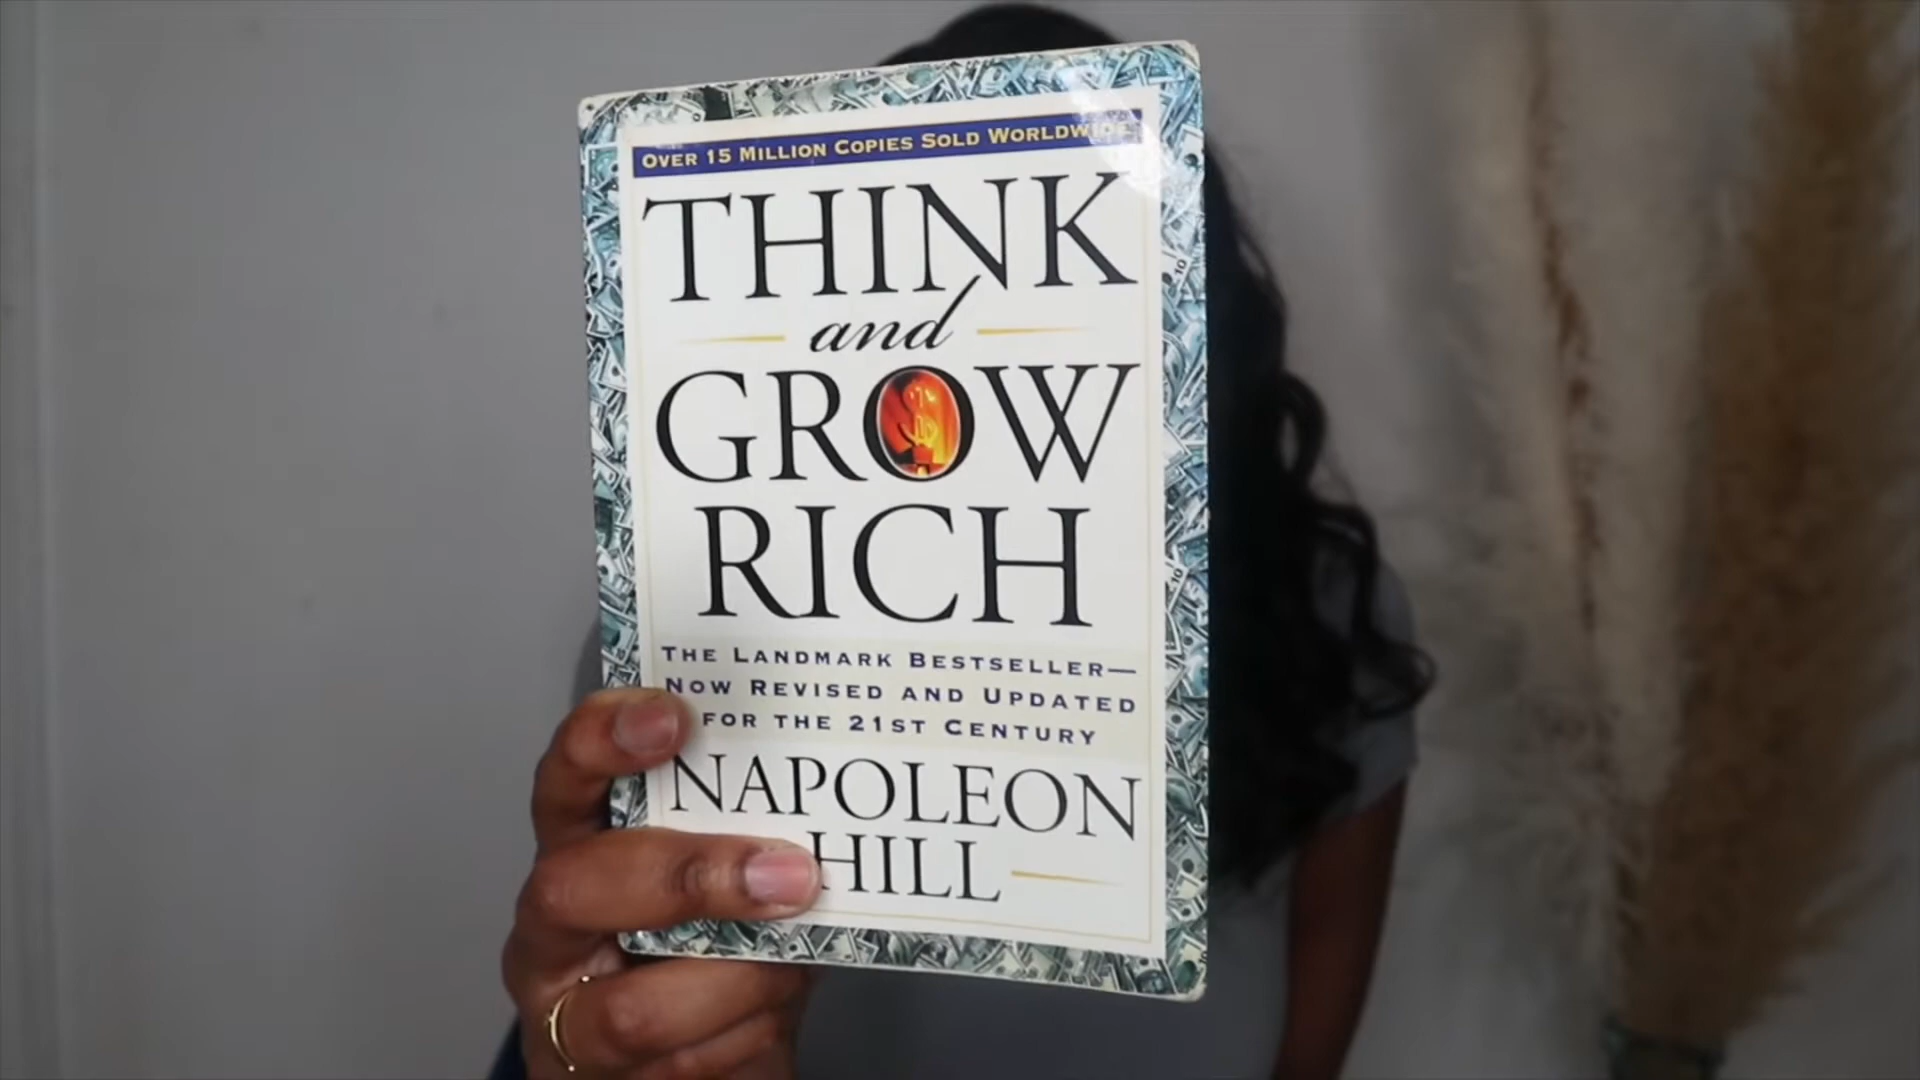 OVER 15 MILLION COPIES SOLD WORLDWIDE
THINK
and
GROW
RICH
THE LANDMARK BESTSELLER—
NOW REVISED AND UPDATED
FOR THE 21ST CENTURY
NAPOLEON
HILL